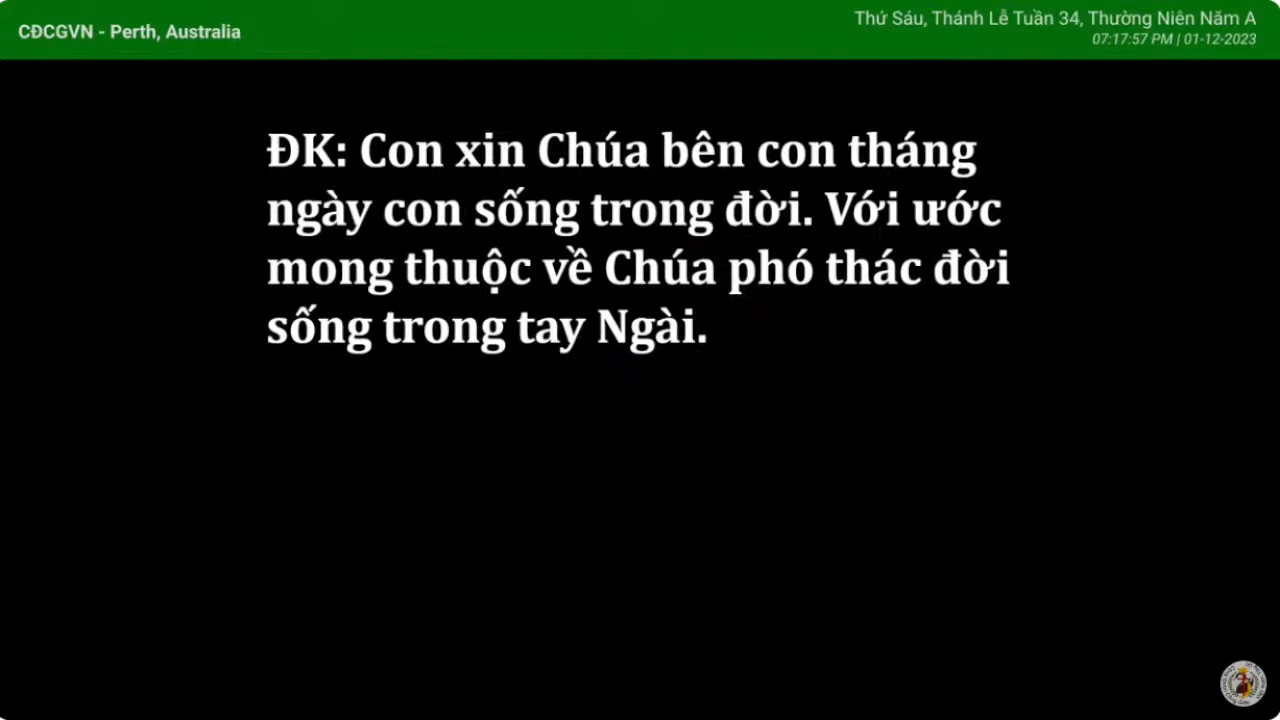 CĐCGVN - Perth, Australia
Thứ Sáu, Thánh Lễ Tuần 34, Thường Niên Năm A
07:17:57 PM | 01-12-2023
ĐK: Con xin Chúa bên con tháng
ngày con sống trong đời. Với ước
mong thuộc về Chúa phó thác đời
sống trong tay Ngài.